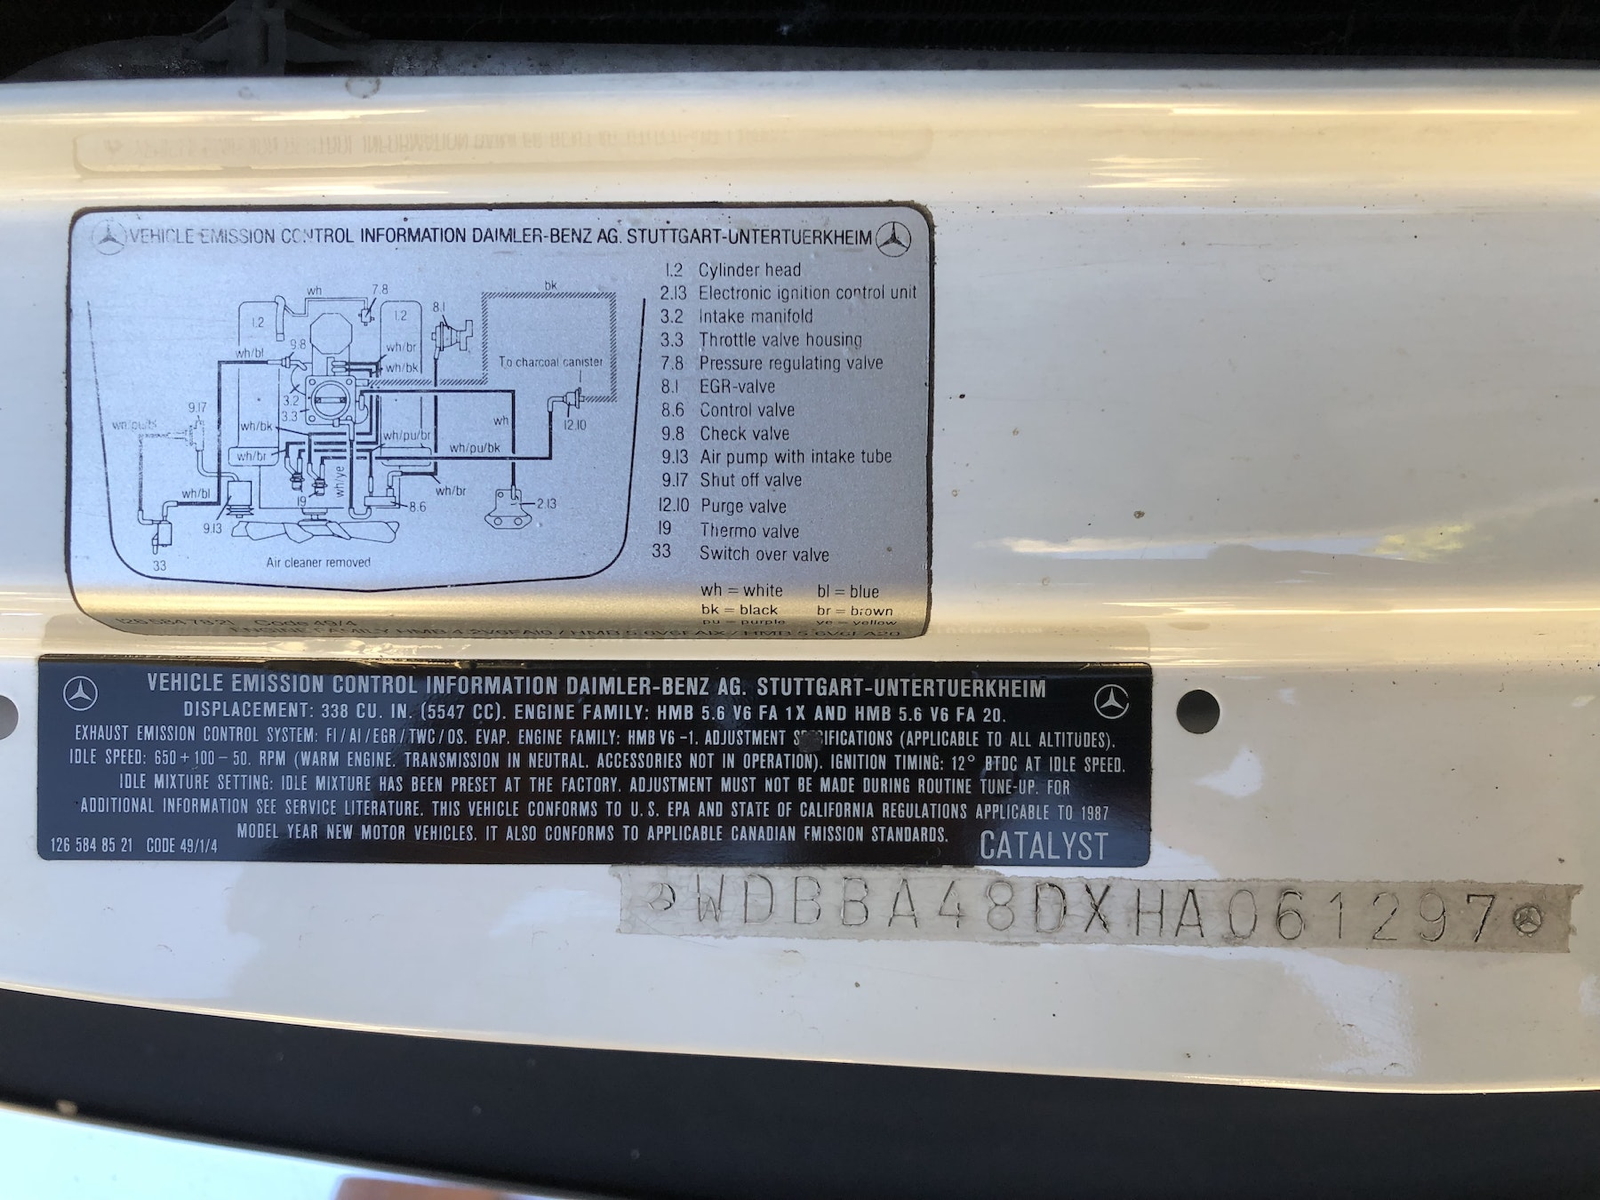 VEHICLE EMISSION CONTROL INFORMATION DAIMLER-BENZ AG. STUTTGART-UNTERTUERKHEIM
1.2 Cylinder head
2.13 Electronic ignition control unit
3.2 Intake manifold
3.3 Throttle valve housing
7.8 Pressure regulating valve
8.1 EGR-valve
8.6 Control valve
9.8 Check valve
9.13 Air pump with intake tube
9.17 Shut off valve
12.10 Purge valve
19 Thermo valve
33 Switch over valve
wh = white bl = blue
bk = black br = brown
pu = purple ye = yellow
wh
7.8
bk
1.2
1.2
8.1
9.8
wh/br
wh/bl
wh/bk
To charcoal canister
3.2
9.17
3.3
wh
12.10
wh/bk
wh/pu/br
wh/pu/bk
wh/br
wh/ye
wh/br
wh/bl
19
8.6
2.13
9.13
33
Air cleaner removed
126 584 78 21 Code 49/4
ENGINE FAMILY HMB 4.2V6FA10 / HMB 5.6V6FA1X / HMB 5.6V6FA20
VEHICLE EMISSION CONTROL INFORMATION DAIMLER-BENZ AG. STUTTGART-UNTERTUERKHEIM
DISPLACEMENT: 338 CU. IN. (5547 CC). ENGINE FAMILY: HMB 5.6 V6 FA 1X AND HMB 5.6 V6 FA 20.
EXHAUST EMISSION CONTROL SYSTEM: FI/AI/EGR/TWC/OS. EVAP. ENGINE FAMILY: HMB V6-1. ADJUSTMENT (APPLICABLE TO ALL ALTITUDES).
IDLE SPEED: 650 + 100 - 50. RPM (WARM ENGINE. TRANSMISSION IN NEUTRAL. ACCESSORIES NOT IN OPERATION). IGNITION TIMING: 12° BTDC AT IDLE SPEED.
IDLE MIXTURE SETTING: IDLE MIXTURE HAS BEEN PRESET AT THE FACTORY. ADJUSTMENT MUST NOT BE MADE DURING ROUTINE TUNE-UP. FOR
ADDITIONAL INFORMATION SEE SERVICE LITERATURE. THIS VEHICLE CONFORMS TO U.S. EPA AND STATE OF CALIFORNIA REGULATIONS APPLICABLE TO 1987
MODEL YEAR NEW MOTOR VEHICLES. IT ALSO CONFORMS TO APPLICABLE CANADIAN EMISSION STANDARDS.
126 584 85 21 CODE 49/1/4
CATALYST
WDBBA48DXHA061297